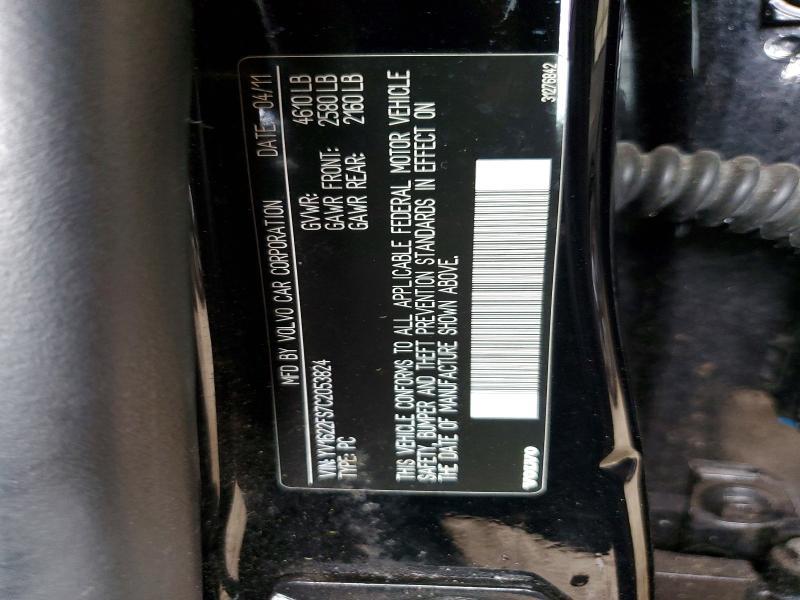 MFD BY VOLVO CAR CORPORATION DATE: 04/11
VIN: YV1622FS7C2053824 GVWR: 4610 LB
TYPE: PC GAWR FRONT: 2580 LB
GAWR REAR: 2160 LB
THIS VEHICLE CONFORMS TO ALL APPLICABLE FEDERAL MOTOR VEHICLE
SAFETY, BUMPER AND THEFT PREVENTION STANDARDS IN EFFECT ON
THE DATE OF MANUFACTURE SHOWN ABOVE.
VOLVO 31276842